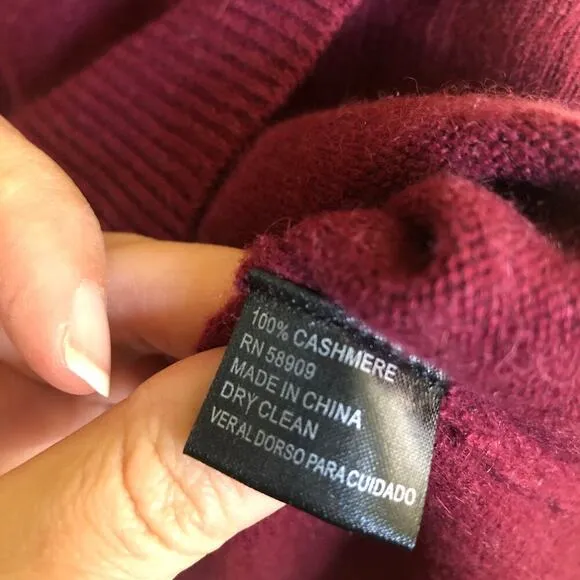 100% CASHMERE
RN 58909
MADE IN CHINA
DRY CLEAN
VER AL DORSO PARA CUIDADO